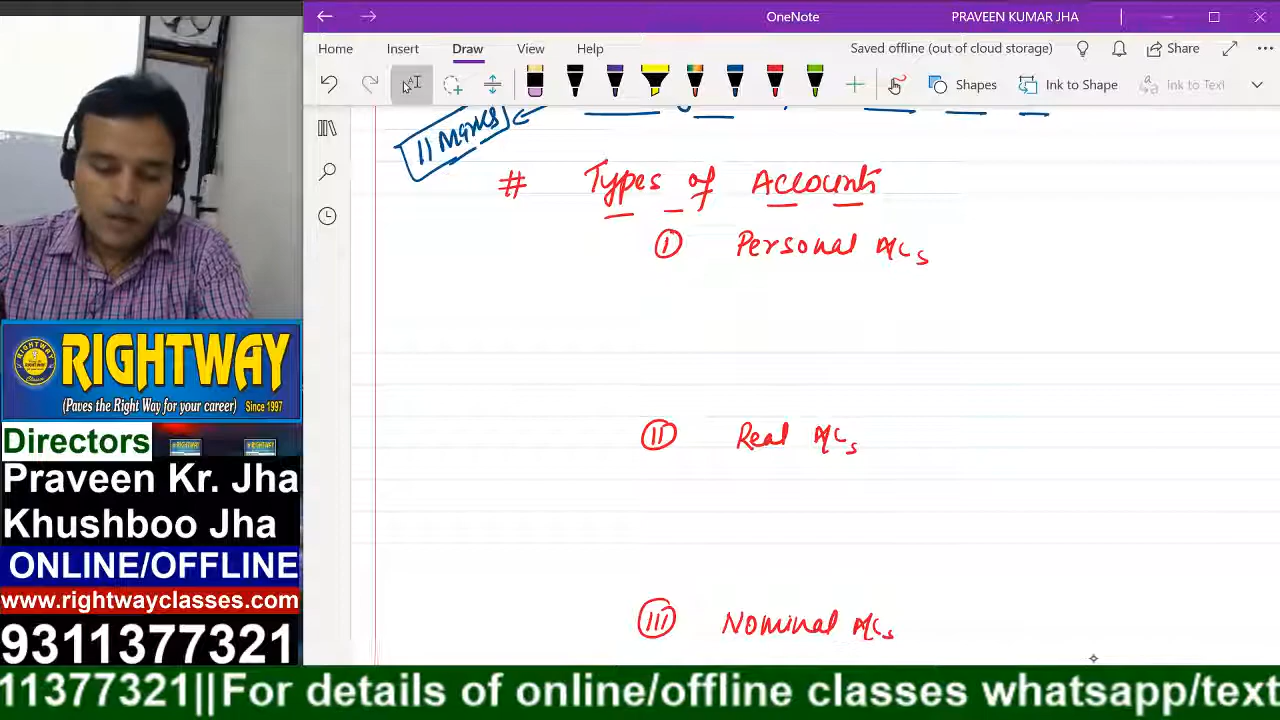 OneNote
PRAVEEN KUMAR JHA
Home Insert Draw View Help
Saved offline (out of cloud storage)
Share
Shapes
Ink to Shape
Ink to Text
11 Marks
# Types of Accounts
(i) Personal A/Cs
(ii) Real A/Cs
(iii) Nominal A/Cs
RIGHTWAY
(Paves the Right Way for your career) Since 1997
Directors
Praveen Kr. Jha
Khushboo Jha
ONLINE/OFFLINE
www.rightwayclasses.com
9311377321
11377321||For details of online/offline classes whatsapp/text